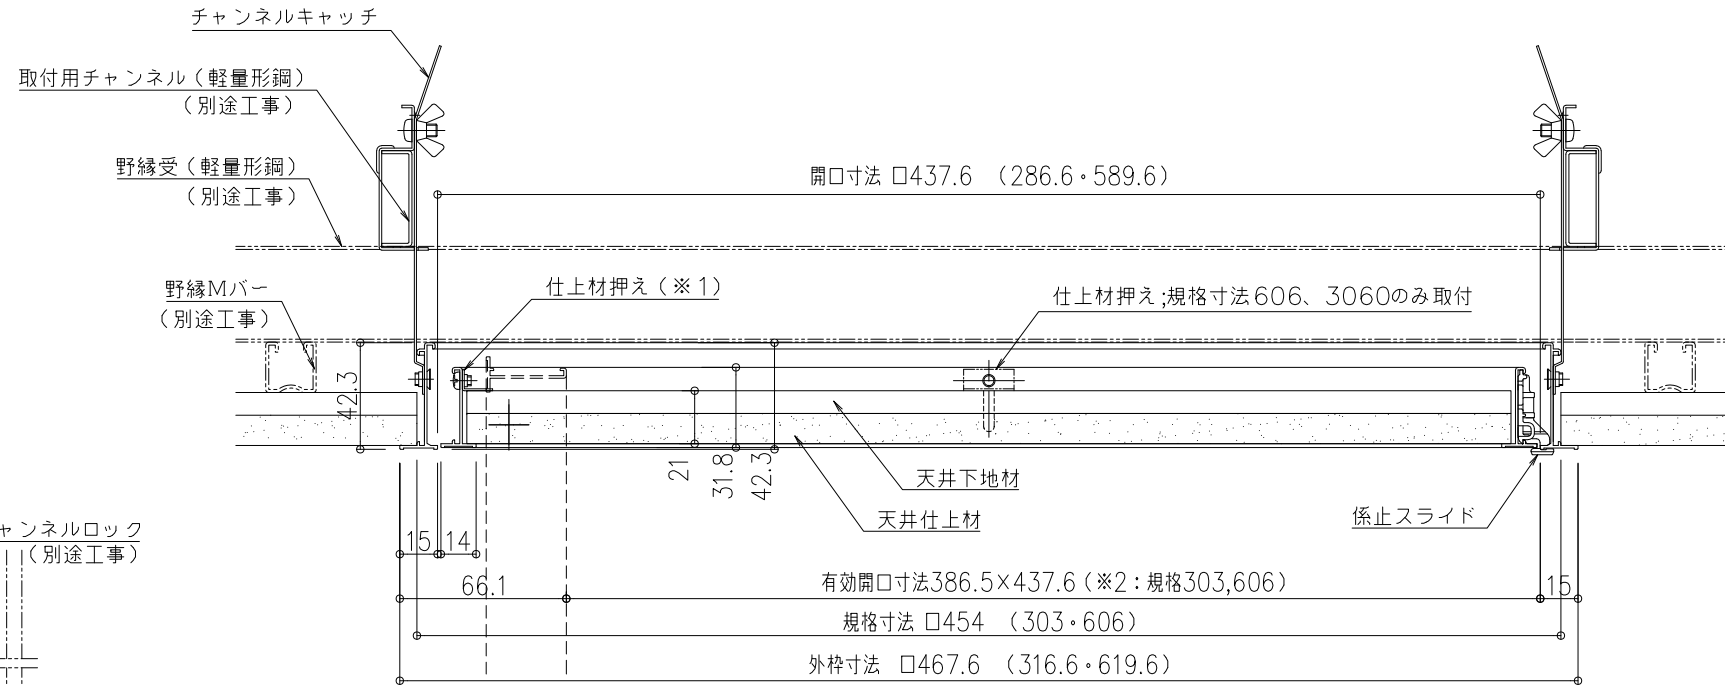 チャンネルキャッチ
取付用チャンネル（軽量形鋼）
（別途工事）
野縁受（軽量形鋼）
（別途工事）
開口寸法 □437.6 （286.6・589.6）
野縁Mバー
（別途工事）
仕上材押え（※1）
仕上材押え;規格寸法606、3060のみ取付
42.3
21
31.8
42.3
天井下地材
天井仕上材
係止スライド
ャンネルロック
（別途工事）
15
14
66.1
有効開口寸法386.5×437.6（※2：規格303,606）
15
規格寸法 □454 （303・606）
外枠寸法 □467.6 （316.6・619.6）